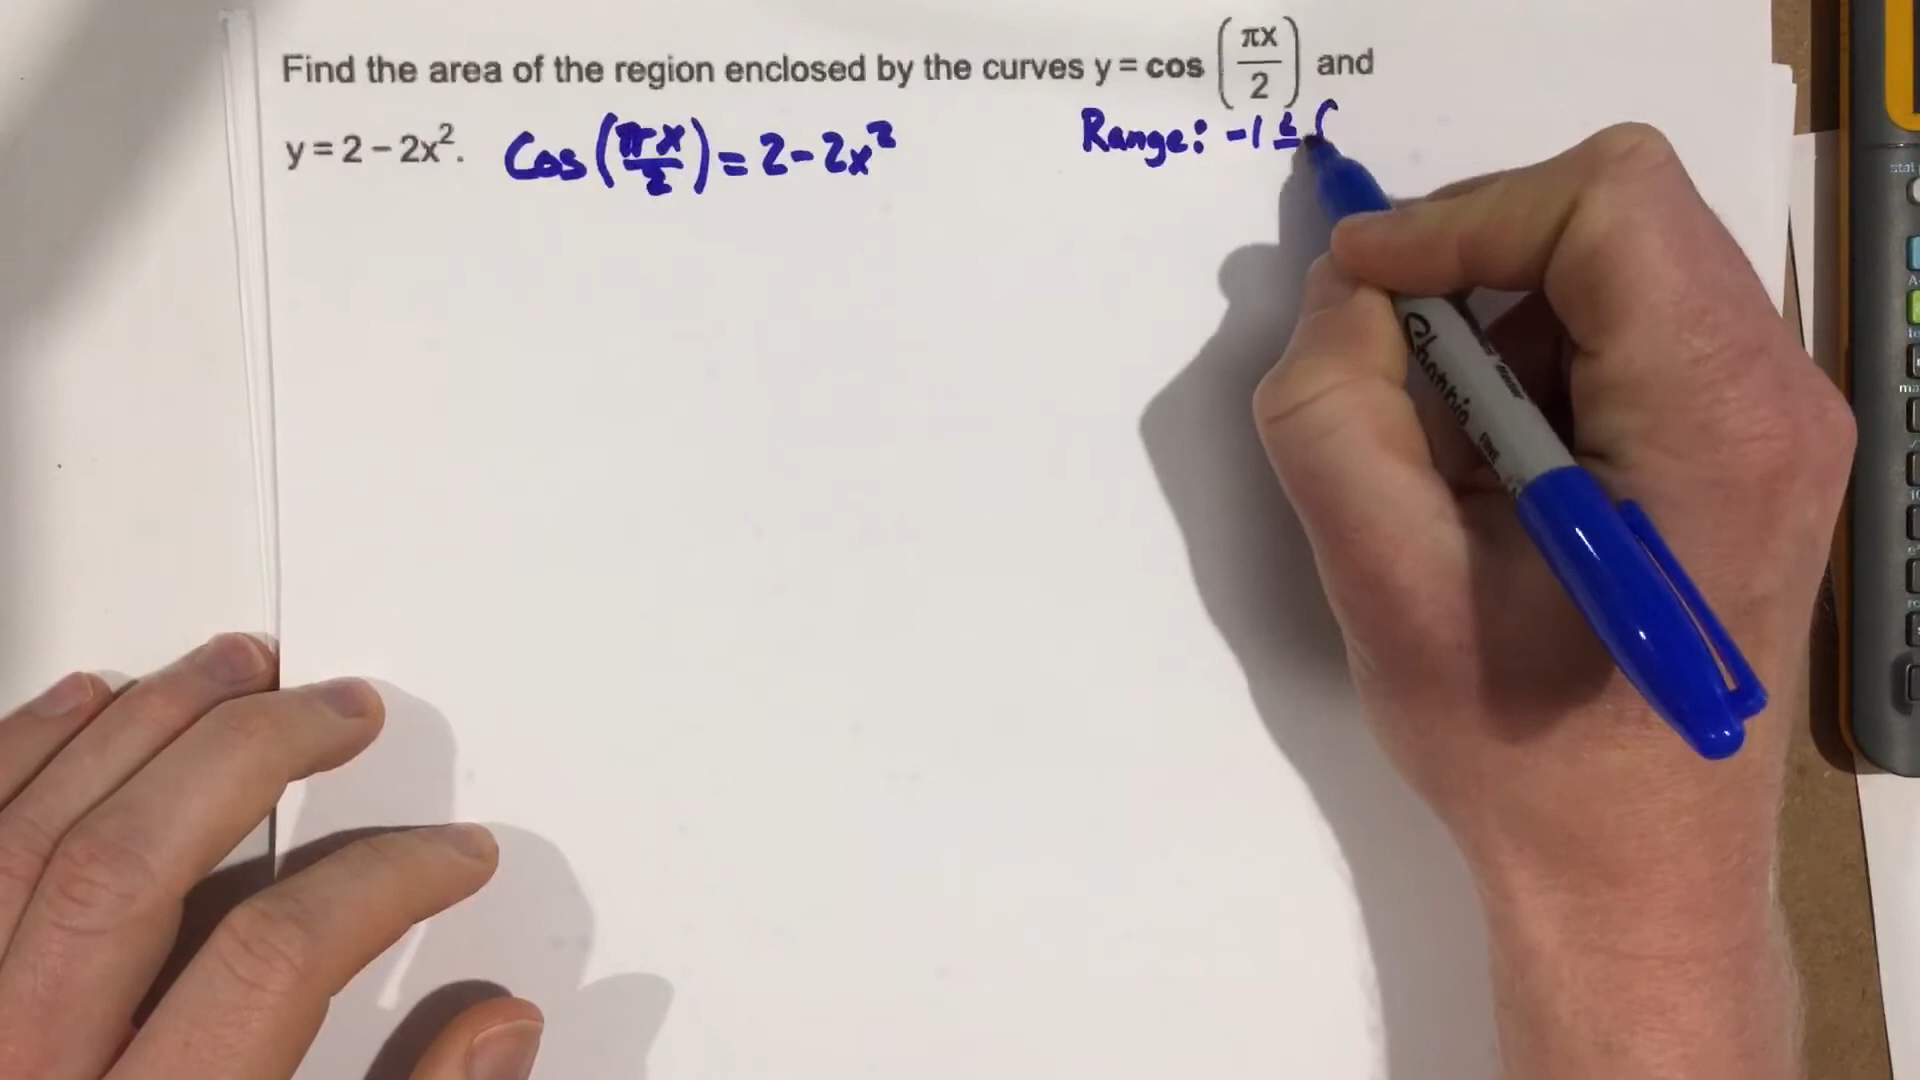 Find the area of the region enclosed by the curves y = cos (πx/2) and
y = 2 − 2x². Cos(πx/2) = 2 - 2x² Range: -1 ≤
Sharpie FINE